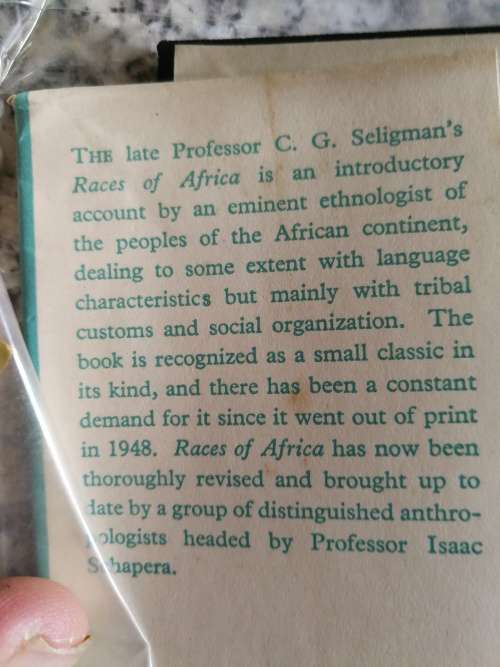 THE late Professor C. G. Seligman's
Races of Africa is an introductory
account by an eminent ethnologist of
the peoples of the African continent,
dealing to some extent with language
characteristics but mainly with tribal
customs and social organization. The
book is recognized as a small classic in
its kind, and there has been a constant
demand for it since it went out of print
in 1948. Races of Africa has now been
thoroughly revised and brought up to
date by a group of distinguished anthro-
pologists headed by Professor Isaac
Schapera.